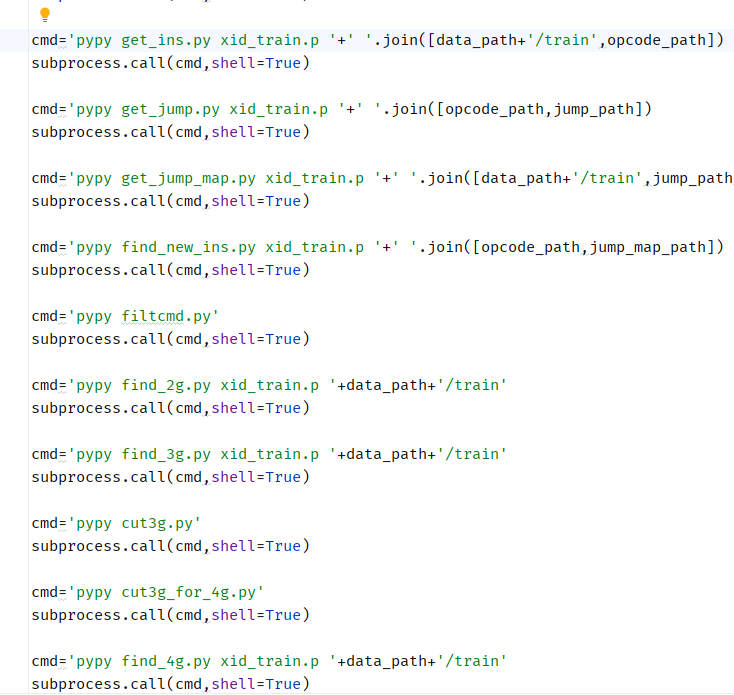 cmd='pypy get_ins.py xid_train.p '+' '.join([data_path+'/train',opcode_path])
subprocess.call(cmd,shell=True)
cmd='pypy get_jump.py xid_train.p '+' '.join([opcode_path,jump_path])
subprocess.call(cmd,shell=True)
cmd='pypy get_jump_map.py xid_train.p '+' '.join([data_path+'/train',jump_path
subprocess.call(cmd,shell=True)
cmd='pypy find_new_ins.py xid_train.p '+' '.join([opcode_path,jump_map_path])
subprocess.call(cmd,shell=True)
cmd='pypy filtcmd.py'
subprocess.call(cmd,shell=True)
cmd='pypy find_2g.py xid_train.p '+data_path+'/train'
subprocess.call(cmd,shell=True)
cmd='pypy find_3g.py xid_train.p '+data_path+'/train'
subprocess.call(cmd,shell=True)
cmd='pypy cut3g.py'
subprocess.call(cmd,shell=True)
cmd='pypy cut3g_for_4g.py'
subprocess.call(cmd,shell=True)
cmd='pypy find_4g.py xid_train.p '+data_path+'/train'
subprocess.call(cmd,shell=True)